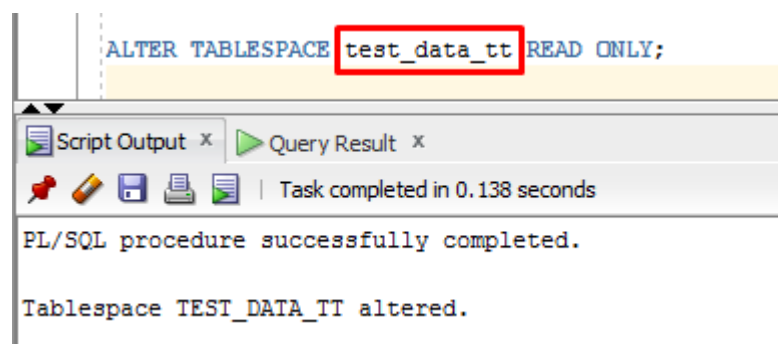 ALTER TABLESPACE test_data_tt READ ONLY;
Script Output x Query Result x
Task completed in 0.138 seconds
PL/SQL procedure successfully completed.
Tablespace TEST_DATA_TT altered.